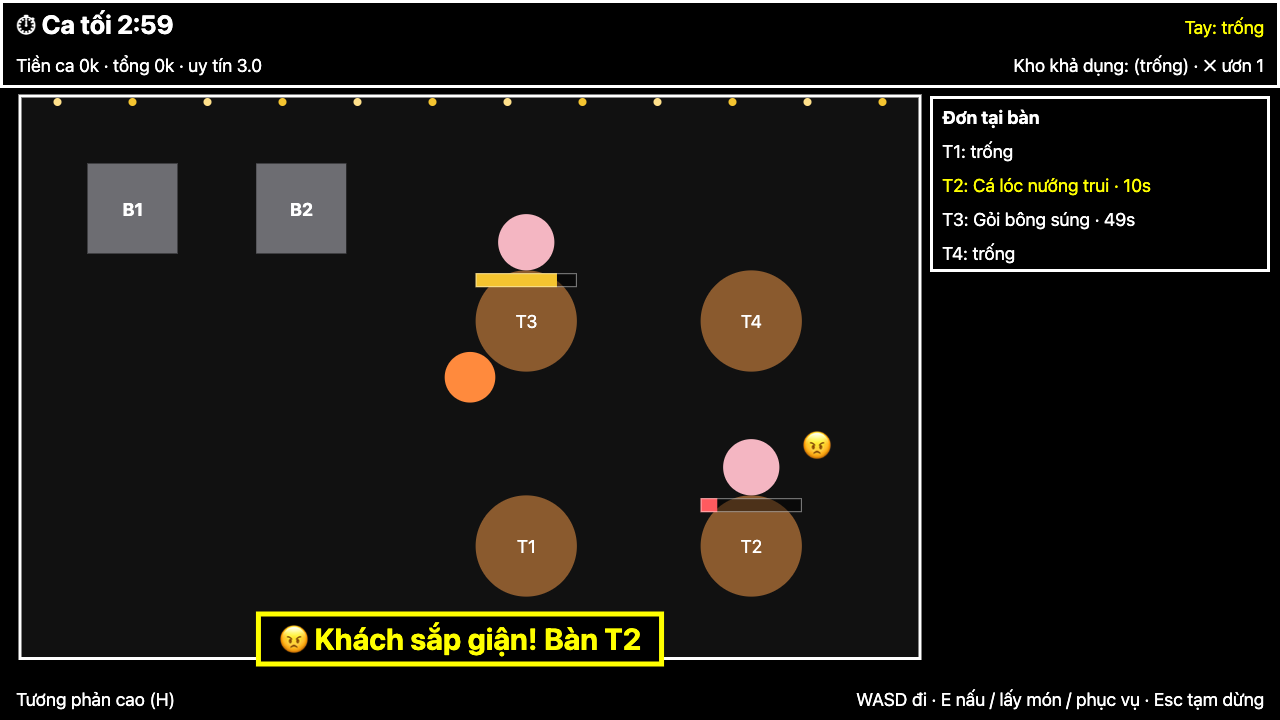 ⏱ Ca tối 2:59
Tay: trống
Tiền ca 0k · tổng 0k · uy tín 3.0
Kho khả dụng: (trống) · ✕ ươn 1
Đơn tại bàn
T1: trống
T2: Cá lóc nướng trui · 10s
T3: Gỏi bông súng · 49s
T4: trống
B1
B2
T3
T4
T1
T2
😠 Khách sắp giận! Bàn T2
Tương phản cao (H)
WASD đi · E nấu / lấy món / phục vụ · Esc tạm dừng